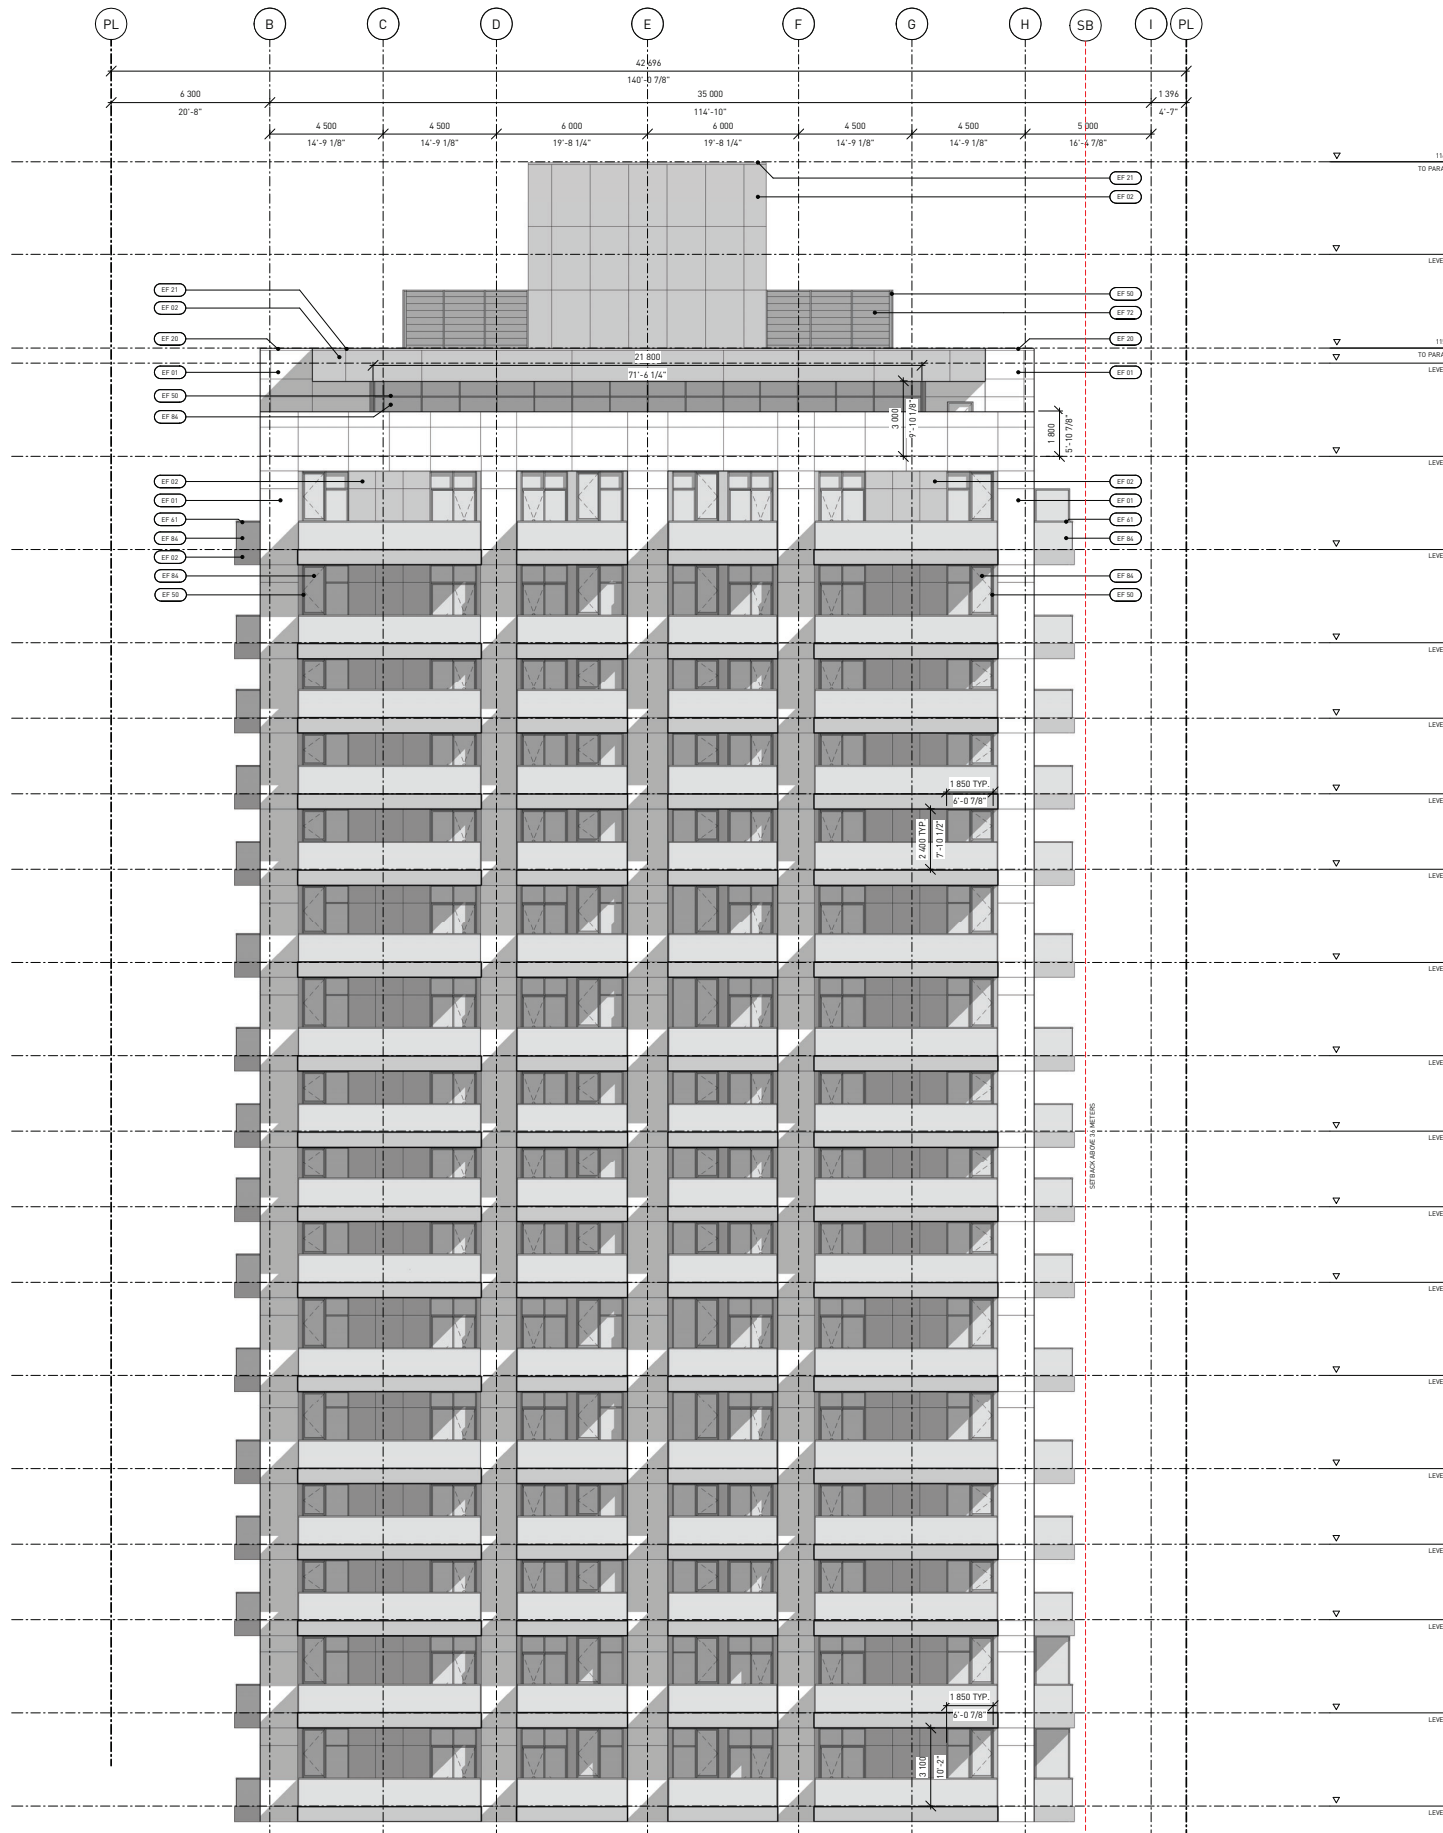 PL B C D E F G H SB I PL
42 696
140'-0 7/8"
6 300 35 000 1 396
20'-8" 114'-10" 4'-7"
4 500 4 500 6 000 6 000 4 500 4 500 5 000
14'-9 1/8" 14'-9 1/8" 19'-8 1/4" 19'-8 1/4" 14'-9 1/8" 14'-9 1/8" 16'-4 7/8"
11
TO PARA
EF 21
EF 02
LEVE
EF 21
EF 02
EF 50
EF 72
EF 20
EF 20
11
TO PARA
21 800
71'-6 1/4"
EF 01
EF 01
LEVE
EF 50
EF 84
3 000
9'-10 1/8"
1 800
5'-10 7/8"
LEVE
EF 02
EF 02
EF 01
EF 01
EF 61
EF 61
EF 84
EF 84
EF 02
LEVE
EF 84
EF 84
EF 50
EF 50
LEVE
LEVE
1 850 TYP.
6'-0 7/8"
LEVE
2 400 TYP.
7'-10 1/2"
LEVE
LEVE
LEVE
SETBACK ABOVE 36 METERS
LEVE
LEVE
LEVE
LEVE
LEVE
LEVE
LEVE
1 850 TYP.
6'-0 7/8"
LEVE
3 100
10'-2"
LEVE